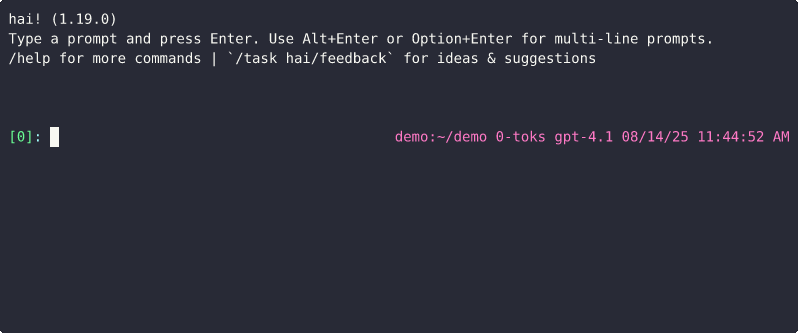 hai! (1.19.0)
Type a prompt and press Enter. Use Alt+Enter or Option+Enter for multi-line prompts.
/help for more commands | `/task hai/feedback` for ideas & suggestions
[0]: demo:~/demo 0-toks gpt-4.1 08/14/25 11:44:52 AM